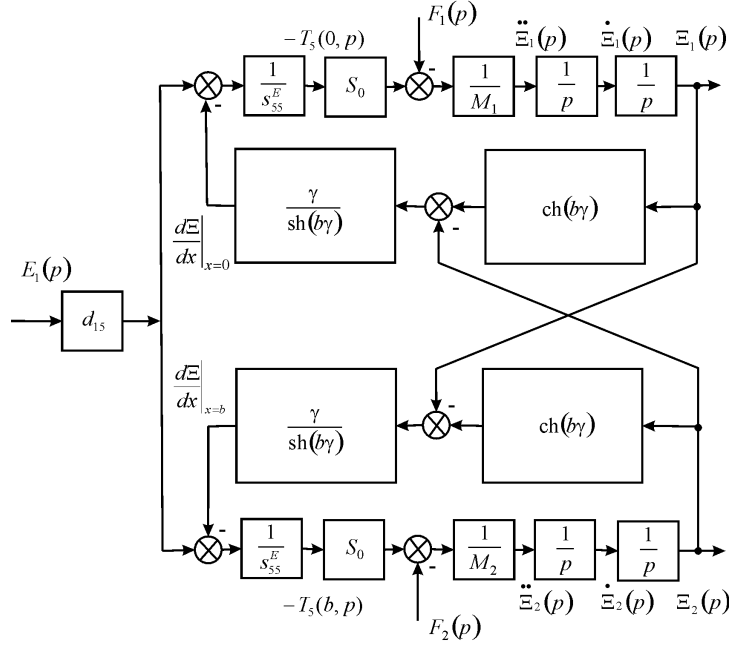 F₁(p)
−T₅(0, p)
Ξ̈₁(p) Ξ̇₁(p) Ξ₁(p)
-
1/s₅₅ᴱ S₀ 1/M₁ 1/p 1/p
-
γ/sh(bγ) - ch(bγ)
dΞ/dx|ₓ₌₀
E₁(p)
d₁₅
dΞ/dx|ₓ₌b
-
γ/sh(bγ) ch(bγ)
-
1/s₅₅ᴱ S₀ - 1/M₂ 1/p 1/p
−T₅(b, p)
Ξ̈₂(p) Ξ̇₂(p) Ξ₂(p)
F₂(p)